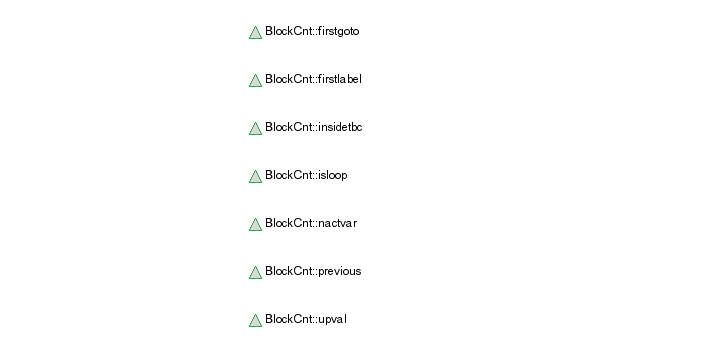 BlockCnt::firstgoto
BlockCnt::firstlabel
BlockCnt::insidetbc
BlockCnt::isloop
BlockCnt::nactvar
BlockCnt::previous
BlockCnt::upval